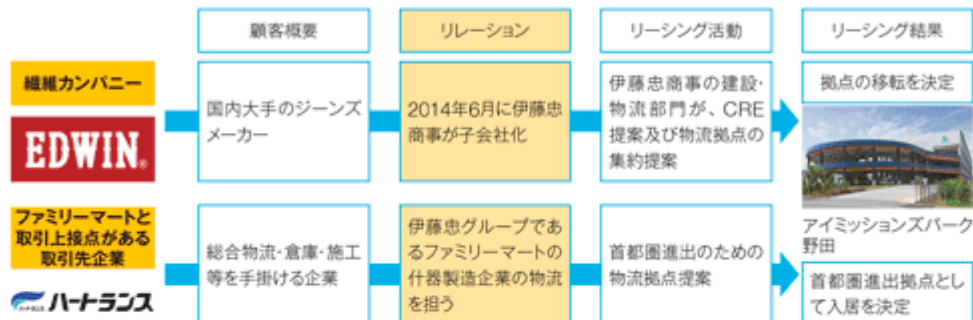 顧客概要
リレーション
リーシング活動
リーシング結果
繊維カンパニー
EDWIN®
国内大手のジーンズ
メーカー
2014年6月に伊藤忠
商事が子会社化
伊藤忠商事の建設・
物流部門が、CRE
提案及び物流拠点の
集約提案
拠点の移転を決定
アイミッションズパーク
野田
ファミリーマートと
取引上接点がある
取引先企業
ハートランス
総合物流・倉庫・施工
等を手掛ける企業
伊藤忠グループであ
るファミリーマートの
什器製造企業の物流
を担う
首都圏進出のための
物流拠点提案
首都圏進出拠点とし
て入居を決定